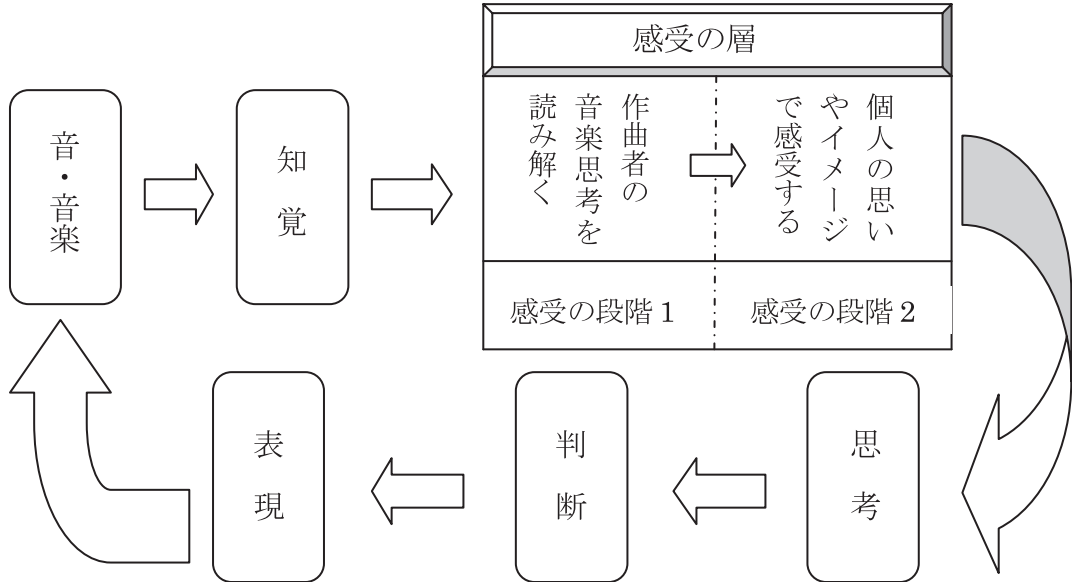 感受の層
音・音楽
知覚
作曲者の
音楽思考を
読み解く
個人の思い
やイメージ
で感受する
感受の段階 1
感受の段階 2
思考
判断
表現